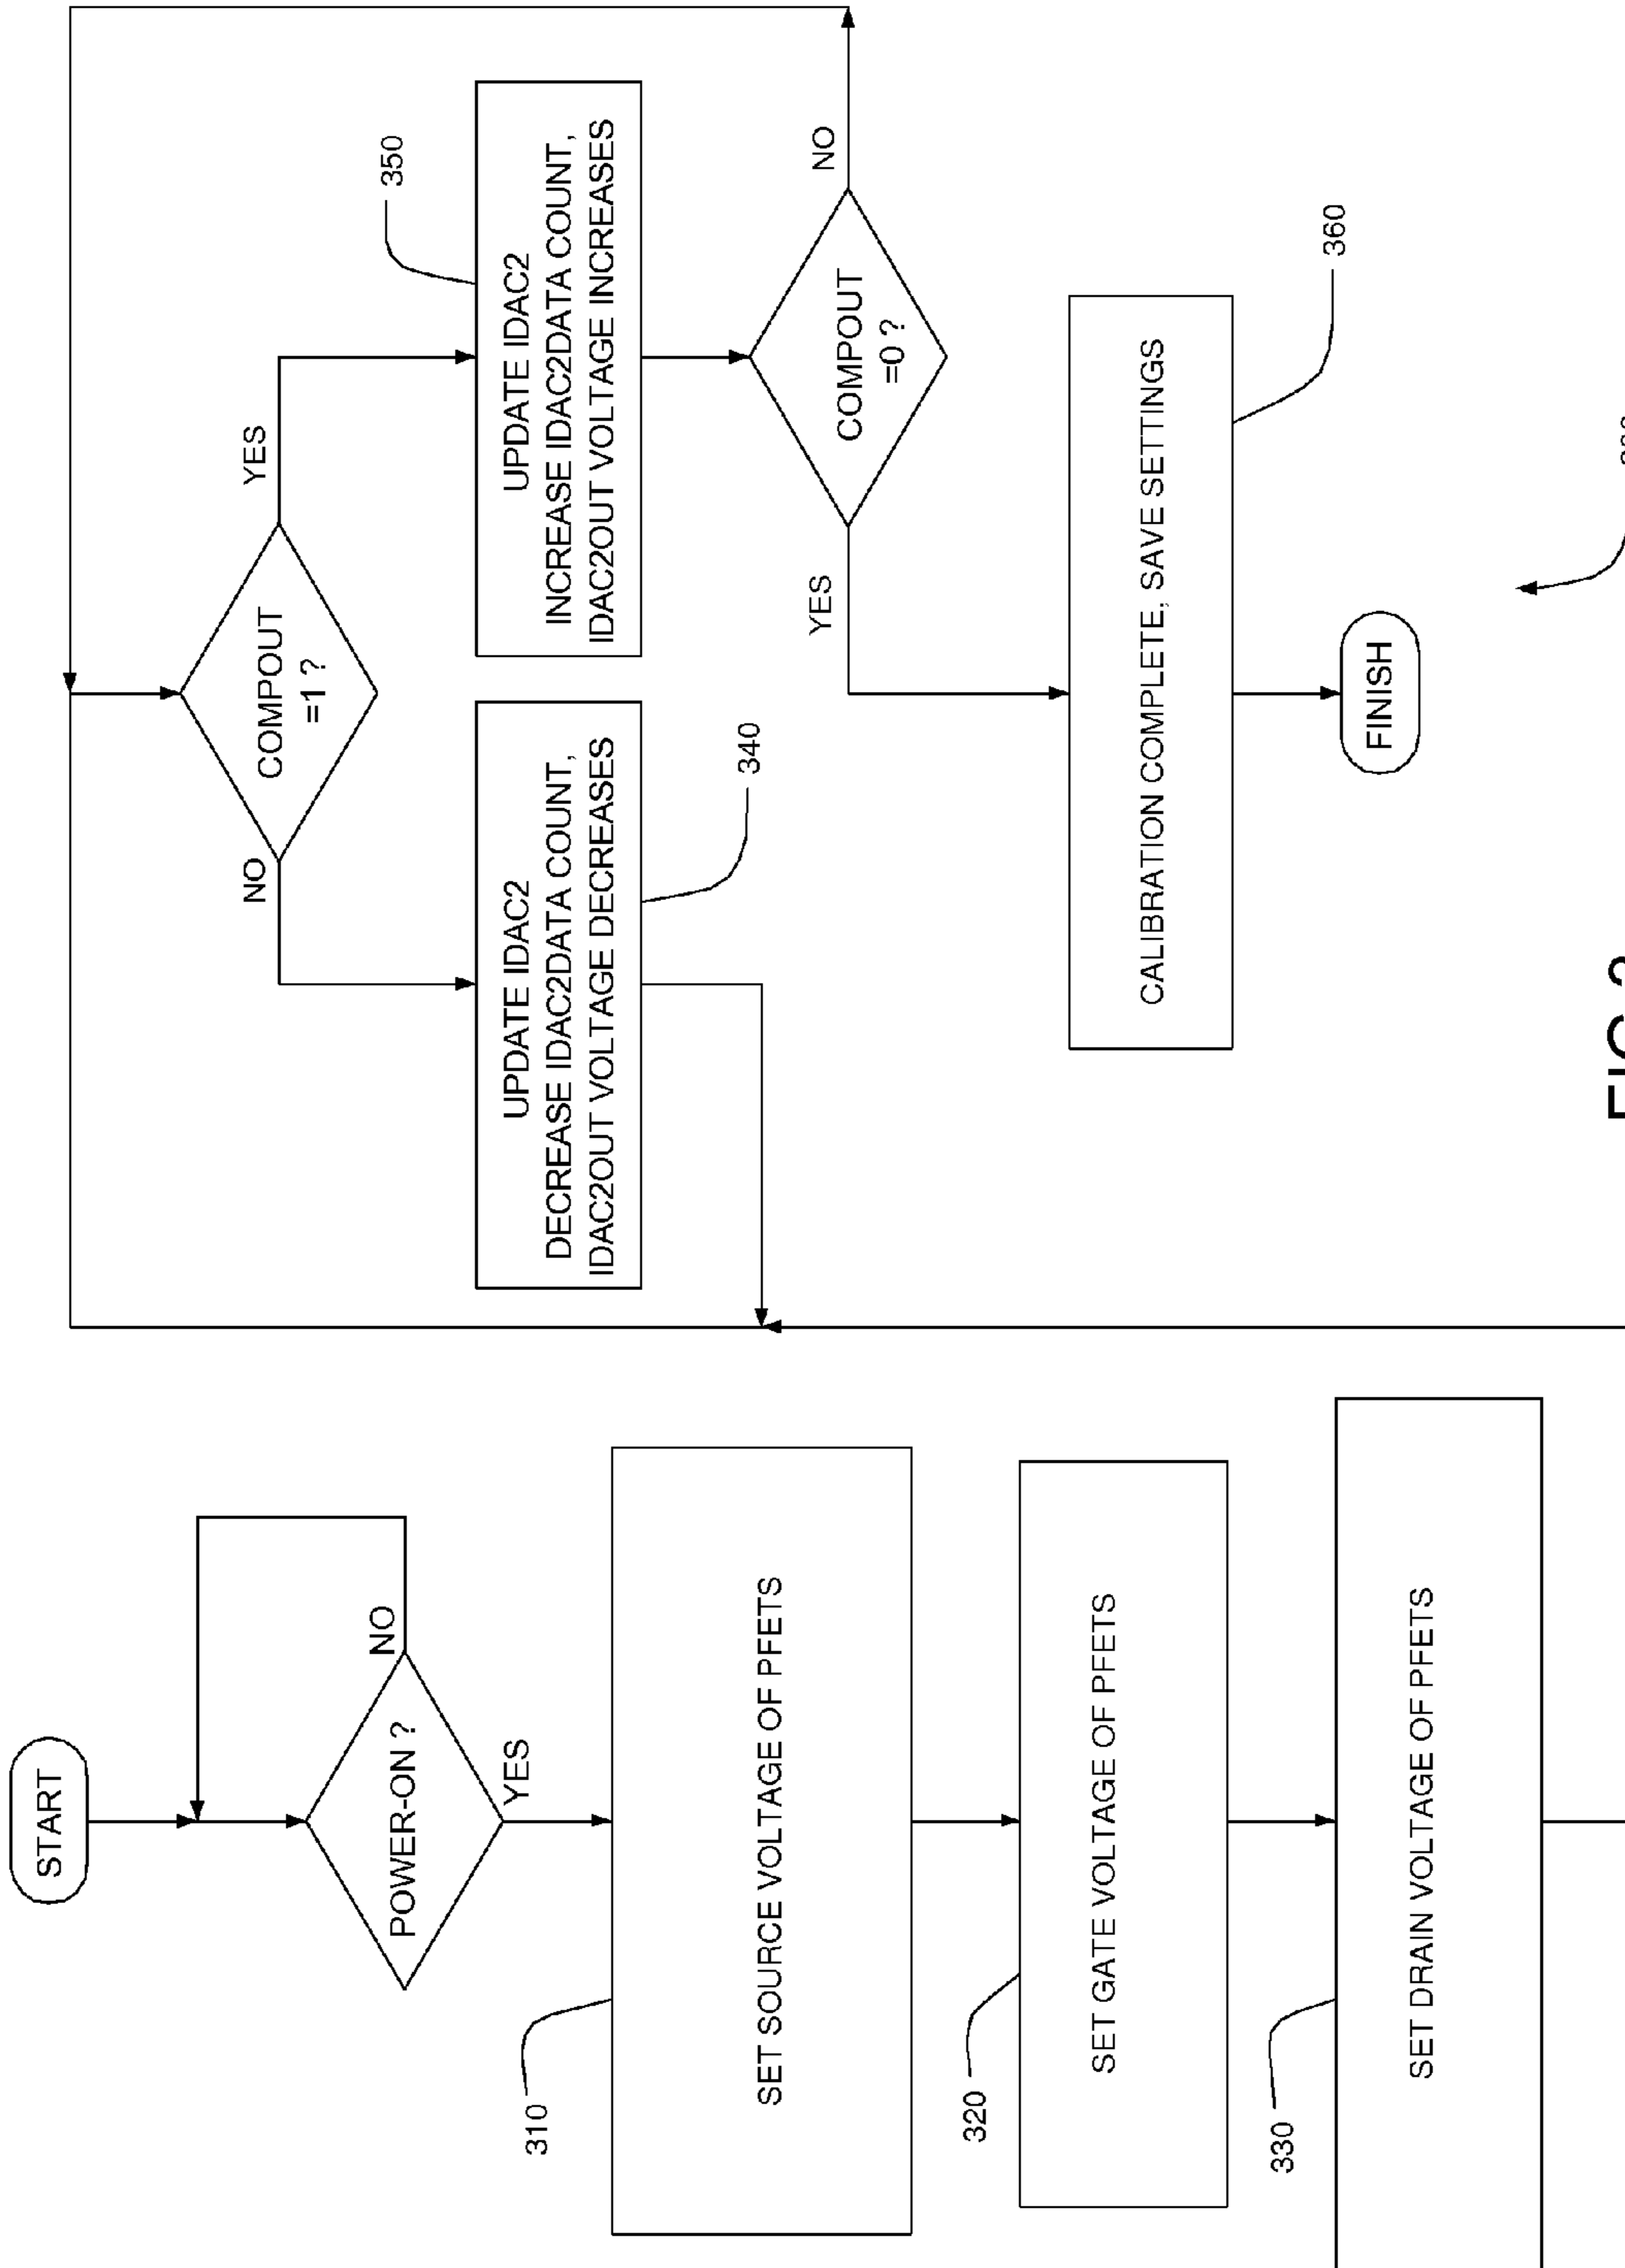 START
POWER-ON ?
NO
YES
310
SET SOURCE VOLTAGE OF PFETS
320
SET GATE VOLTAGE OF PFETS
330
SET DRAIN VOLTAGE OF PFETS
COMPOUT
=1 ?
NO
YES
UPDATE IDAC2
DECREASE IDAC2DATA COUNT,
IDAC2OUT VOLTAGE DECREASES
340
UPDATE IDAC2
INCREASE IDAC2DATA COUNT,
IDAC2OUT VOLTAGE INCREASES
350
COMPOUT
=0 ?
YES
NO
CALIBRATION COMPLETE, SAVE SETTINGS
360
FINISH